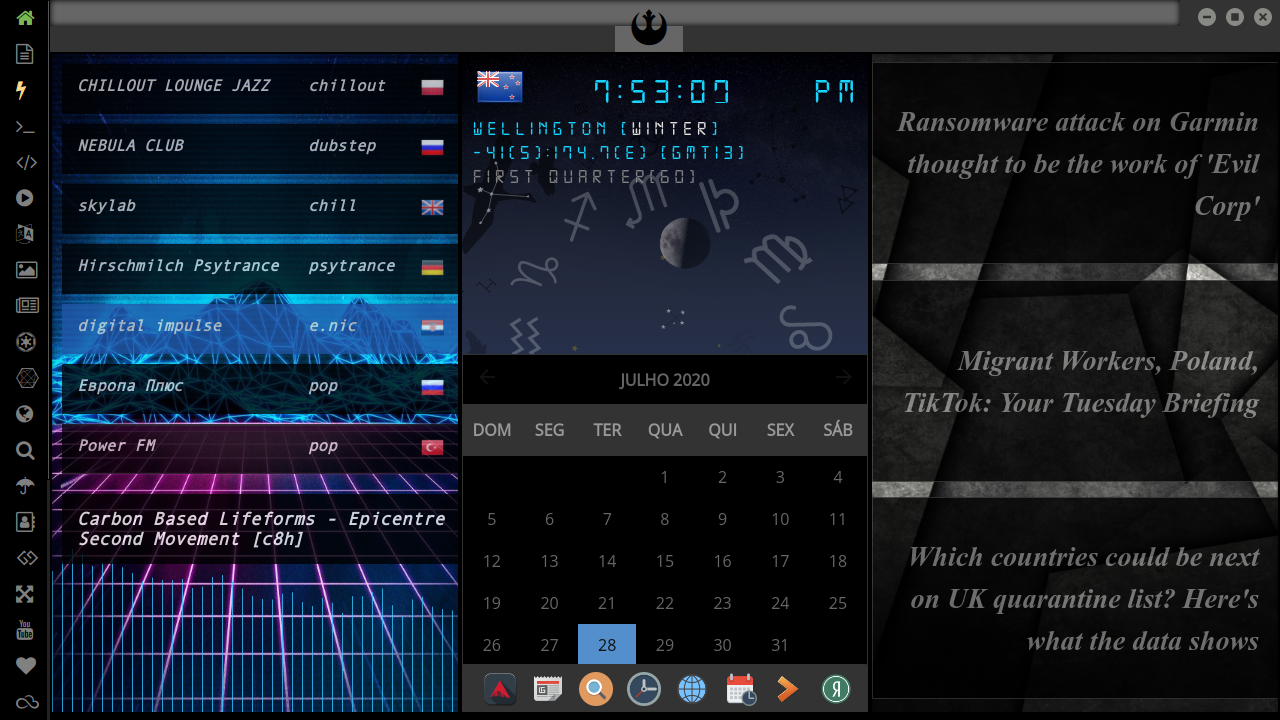 CHILLOUT LOUNGE JAZZ chillout
NEBULA CLUB dubstep
skylab chill
Hirschmilch Psytrance psytrance
digital impulse e.nic
Европа Плюс pop
Power FM pop
Carbon Based Lifeforms - Epicentre
Second Movement [c8h]
7:53:07 PM
WELLINGTON [WINTER]
-41(S):174.7(E) [GMT13]
FIRST QUARTER(60)
JULHO 2020
DOM SEG TER QUA QUI SEX SÁB
1 2 3 4
5 6 7 8 9 10 11
12 13 14 15 16 17 18
19 20 21 22 23 24 25
26 27 28 29 30 31
Ransomware attack on Garmin
thought to be the work of 'Evil
Corp'
Migrant Workers, Poland,
TikTok: Your Tuesday Briefing
Which countries could be next
on UK quarantine list? Here's
what the data shows
You
Tube
Я